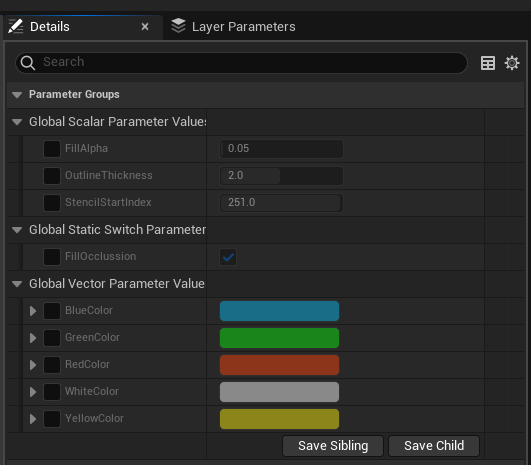 Details
Layer Parameters
Search
Parameter Groups
Global Scalar Parameter Values
FillAlpha 0.05
OutlineThickness 2.0
StencilStartIndex 251.0
Global Static Switch Parameter
FillOcclussion
Global Vector Parameter Value
BlueColor
GreenColor
RedColor
WhiteColor
YellowColor
Save Sibling
Save Child